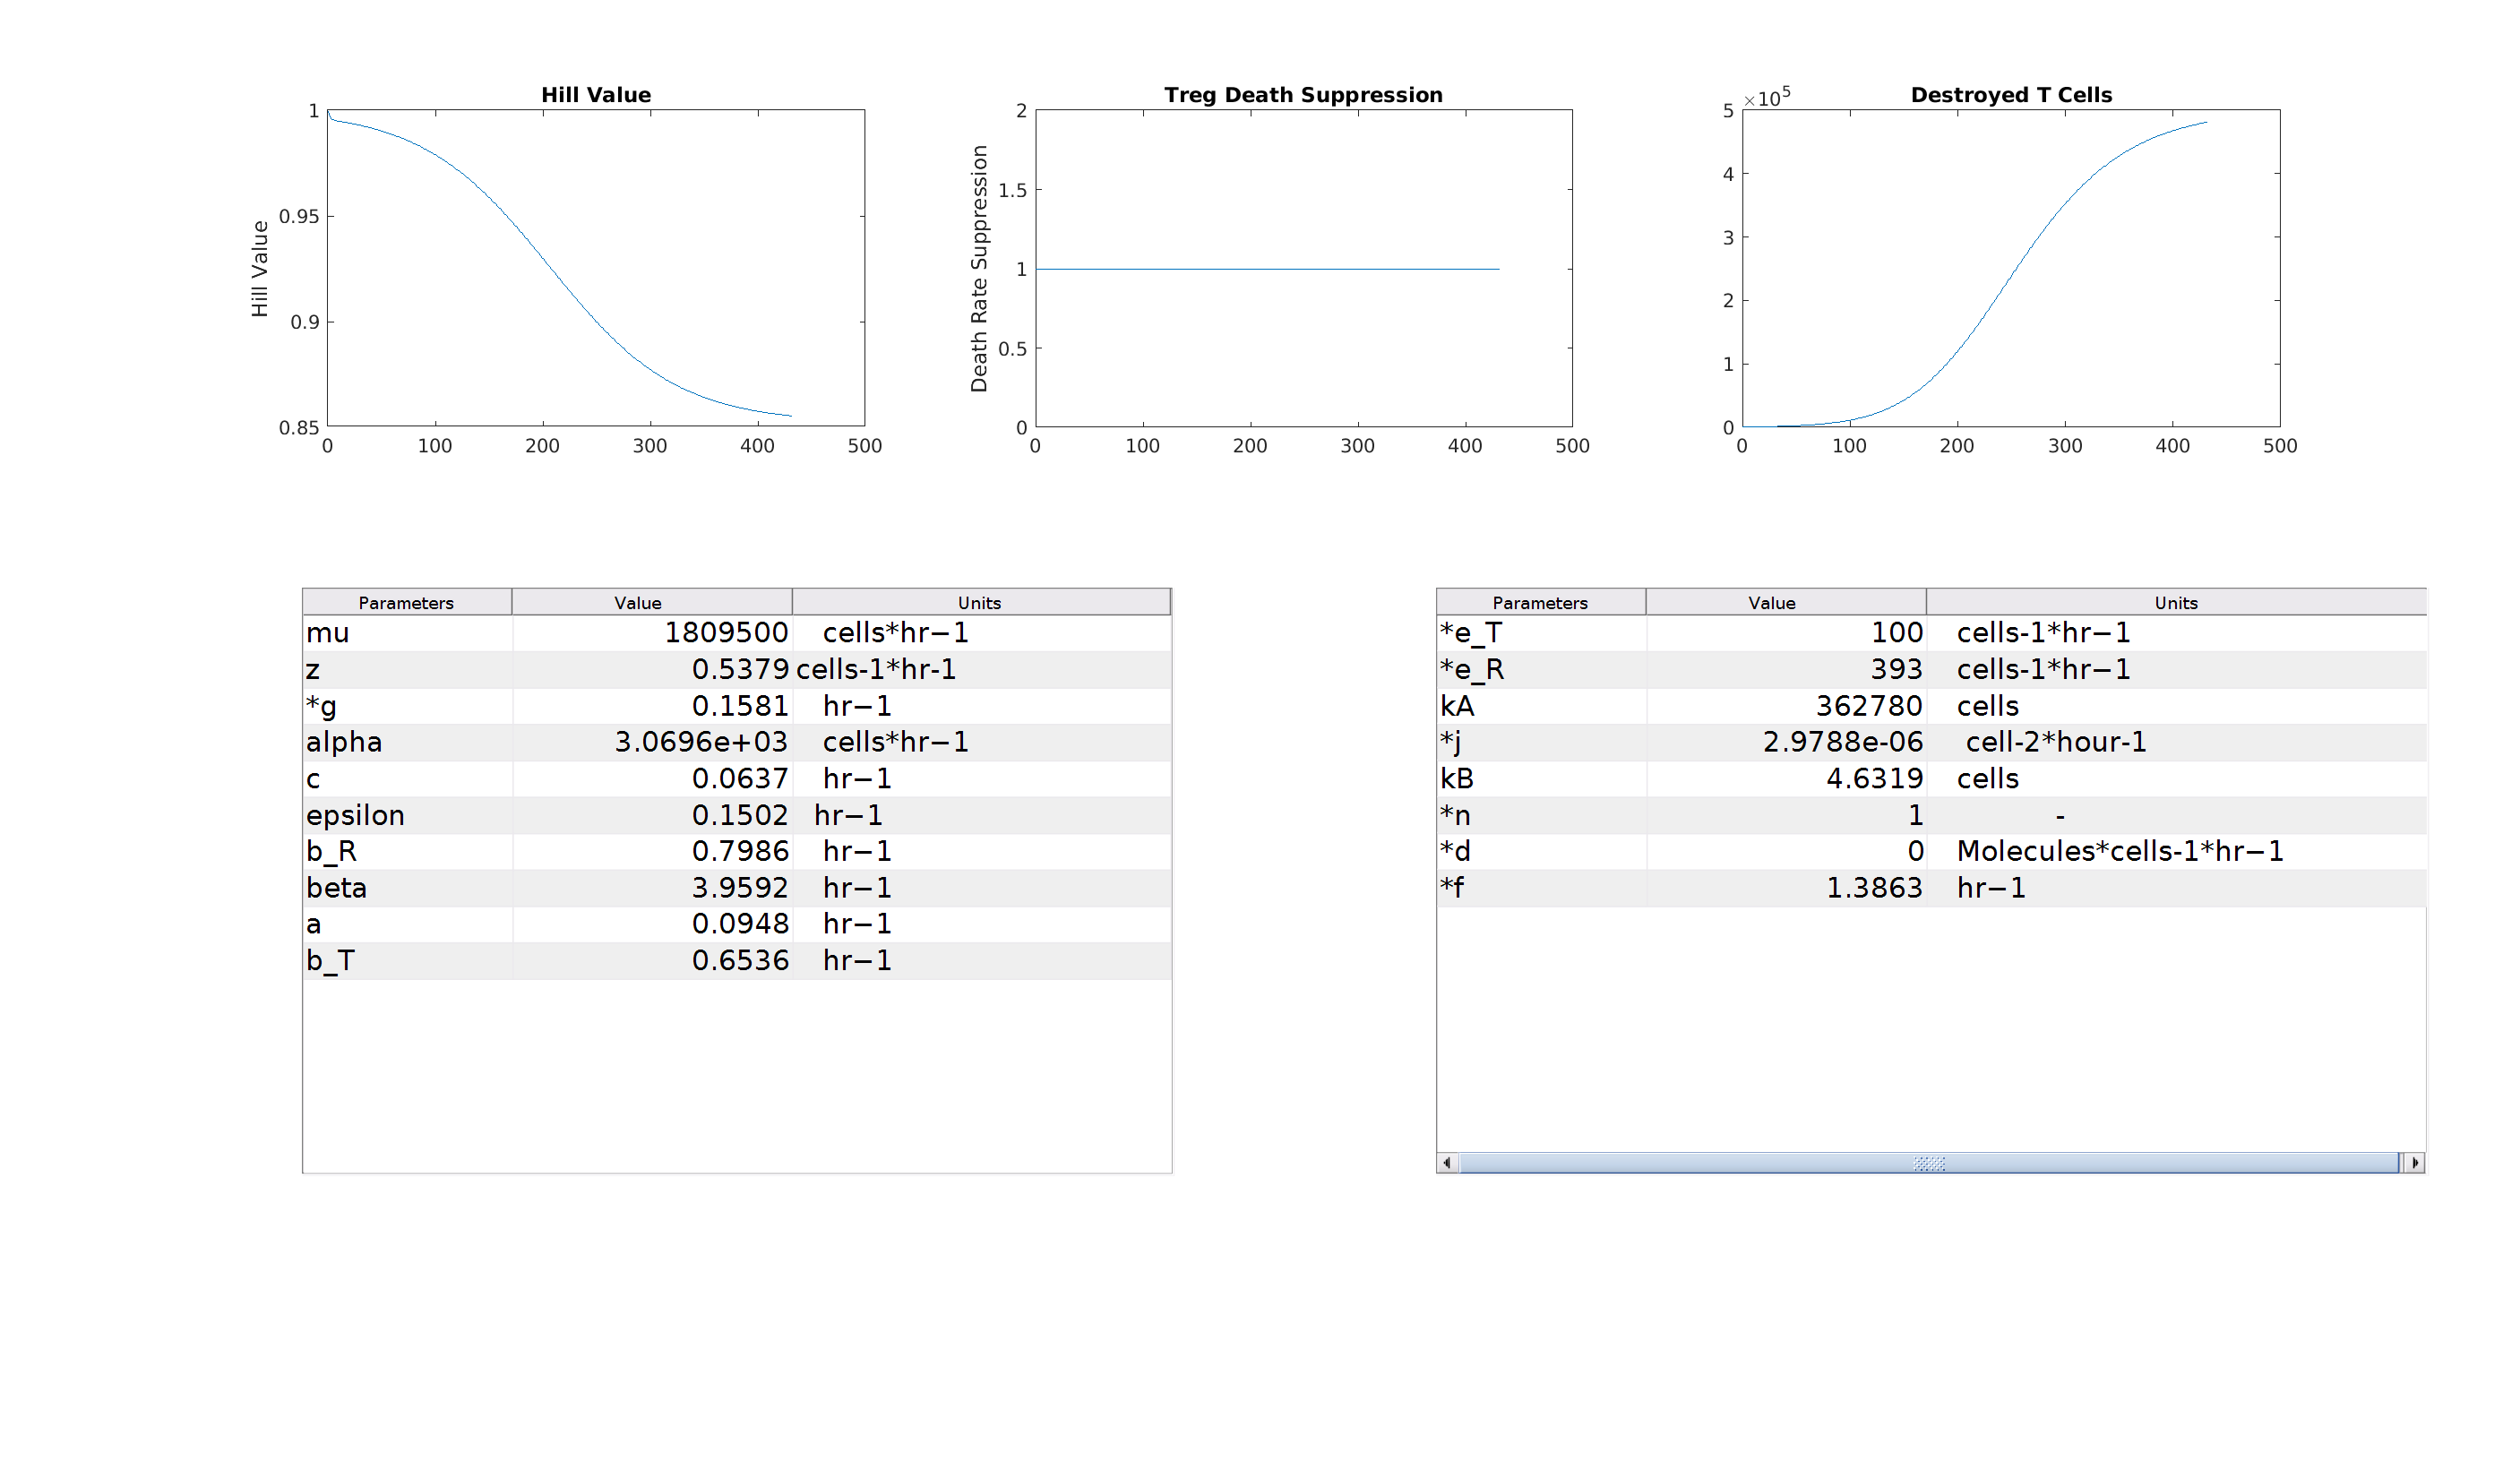 Hill Value
Hill Value
1
0.95
0.9
0.85
0 100 200 300 400 500
Treg Death Suppression
Death Rate Suppression
2
1.5
1
0.5
0
0 100 200 300 400 500
Destroyed T Cells
×10^5
5
4
3
2
1
0
0 100 200 300 400 500
Parameters Value Units
mu 1809500 cells*hr−1
z 0.5379 cells-1*hr-1
*g 0.1581 hr−1
alpha 3.0696e+03 cells*hr−1
c 0.0637 hr−1
epsilon 0.1502 hr−1
b_R 0.7986 hr−1
beta 3.9592 hr−1
a 0.0948 hr−1
b_T 0.6536 hr−1
Parameters Value Units
*e_T 100 cells-1*hr−1
*e_R 393 cells-1*hr−1
kA 362780 cells
*j 2.9788e-06 cell-2*hour-1
kB 4.6319 cells
*n 1 -
*d 0 Molecules*cells-1*hr−1
*f 1.3863 hr−1